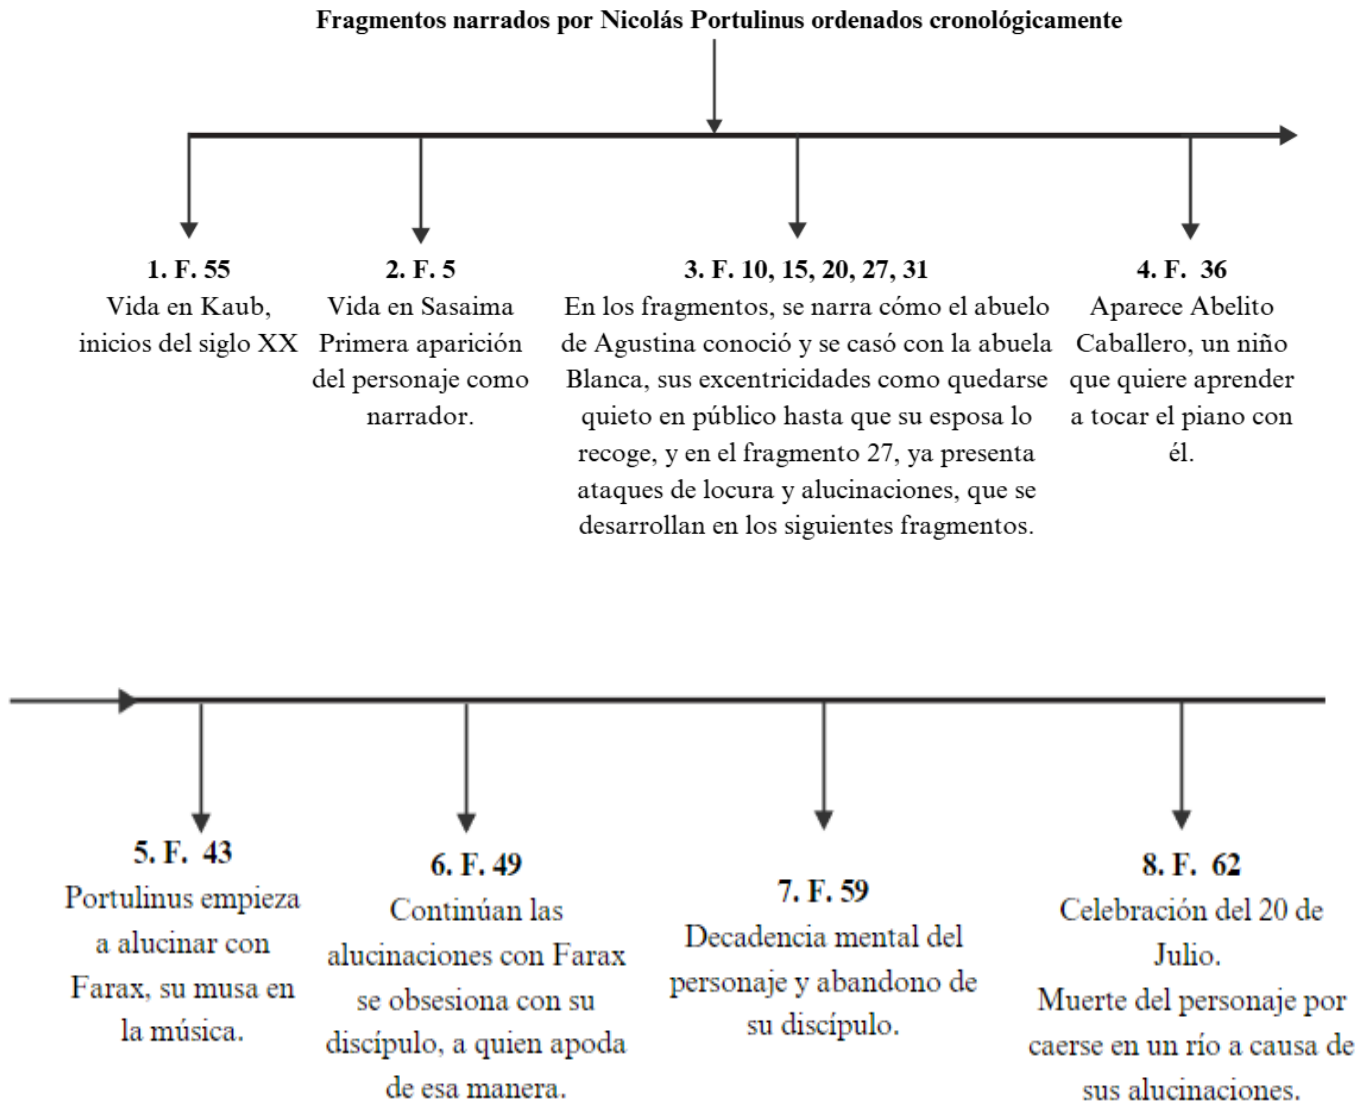 Fragmentos narrados por Nicolás Portulinus ordenados cronológicamente
1. F. 55
Vida en Kaub,
inicios del siglo XX
2. F. 5
Vida en Sasaima
Primera aparición
del personaje como
narrador.
3. F. 10, 15, 20, 27, 31
En los fragmentos, se narra cómo el abuelo
de Agustina conoció y se casó con la abuela
Blanca, sus excentricidades como quedarse
quieto en público hasta que su esposa lo
recoge, y en el fragmento 27, ya presenta
ataques de locura y alucinaciones, que se
desarrollan en los siguientes fragmentos.
4. F. 36
Aparece Abelito
Caballero, un niño
que quiere aprender
a tocar el piano con
él.
5. F. 43
Portulinus empieza
a alucinar con
Farax, su musa en
la música.
6. F. 49
Continúan las
alucinaciones con Farax
se obsesiona con su
discípulo, a quien apoda
de esa manera.
7. F. 59
Decadencia mental del
personaje y abandono de
su discípulo.
8. F. 62
Celebración del 20 de
Julio.
Muerte del personaje por
caerse en un río a causa de
sus alucinaciones.